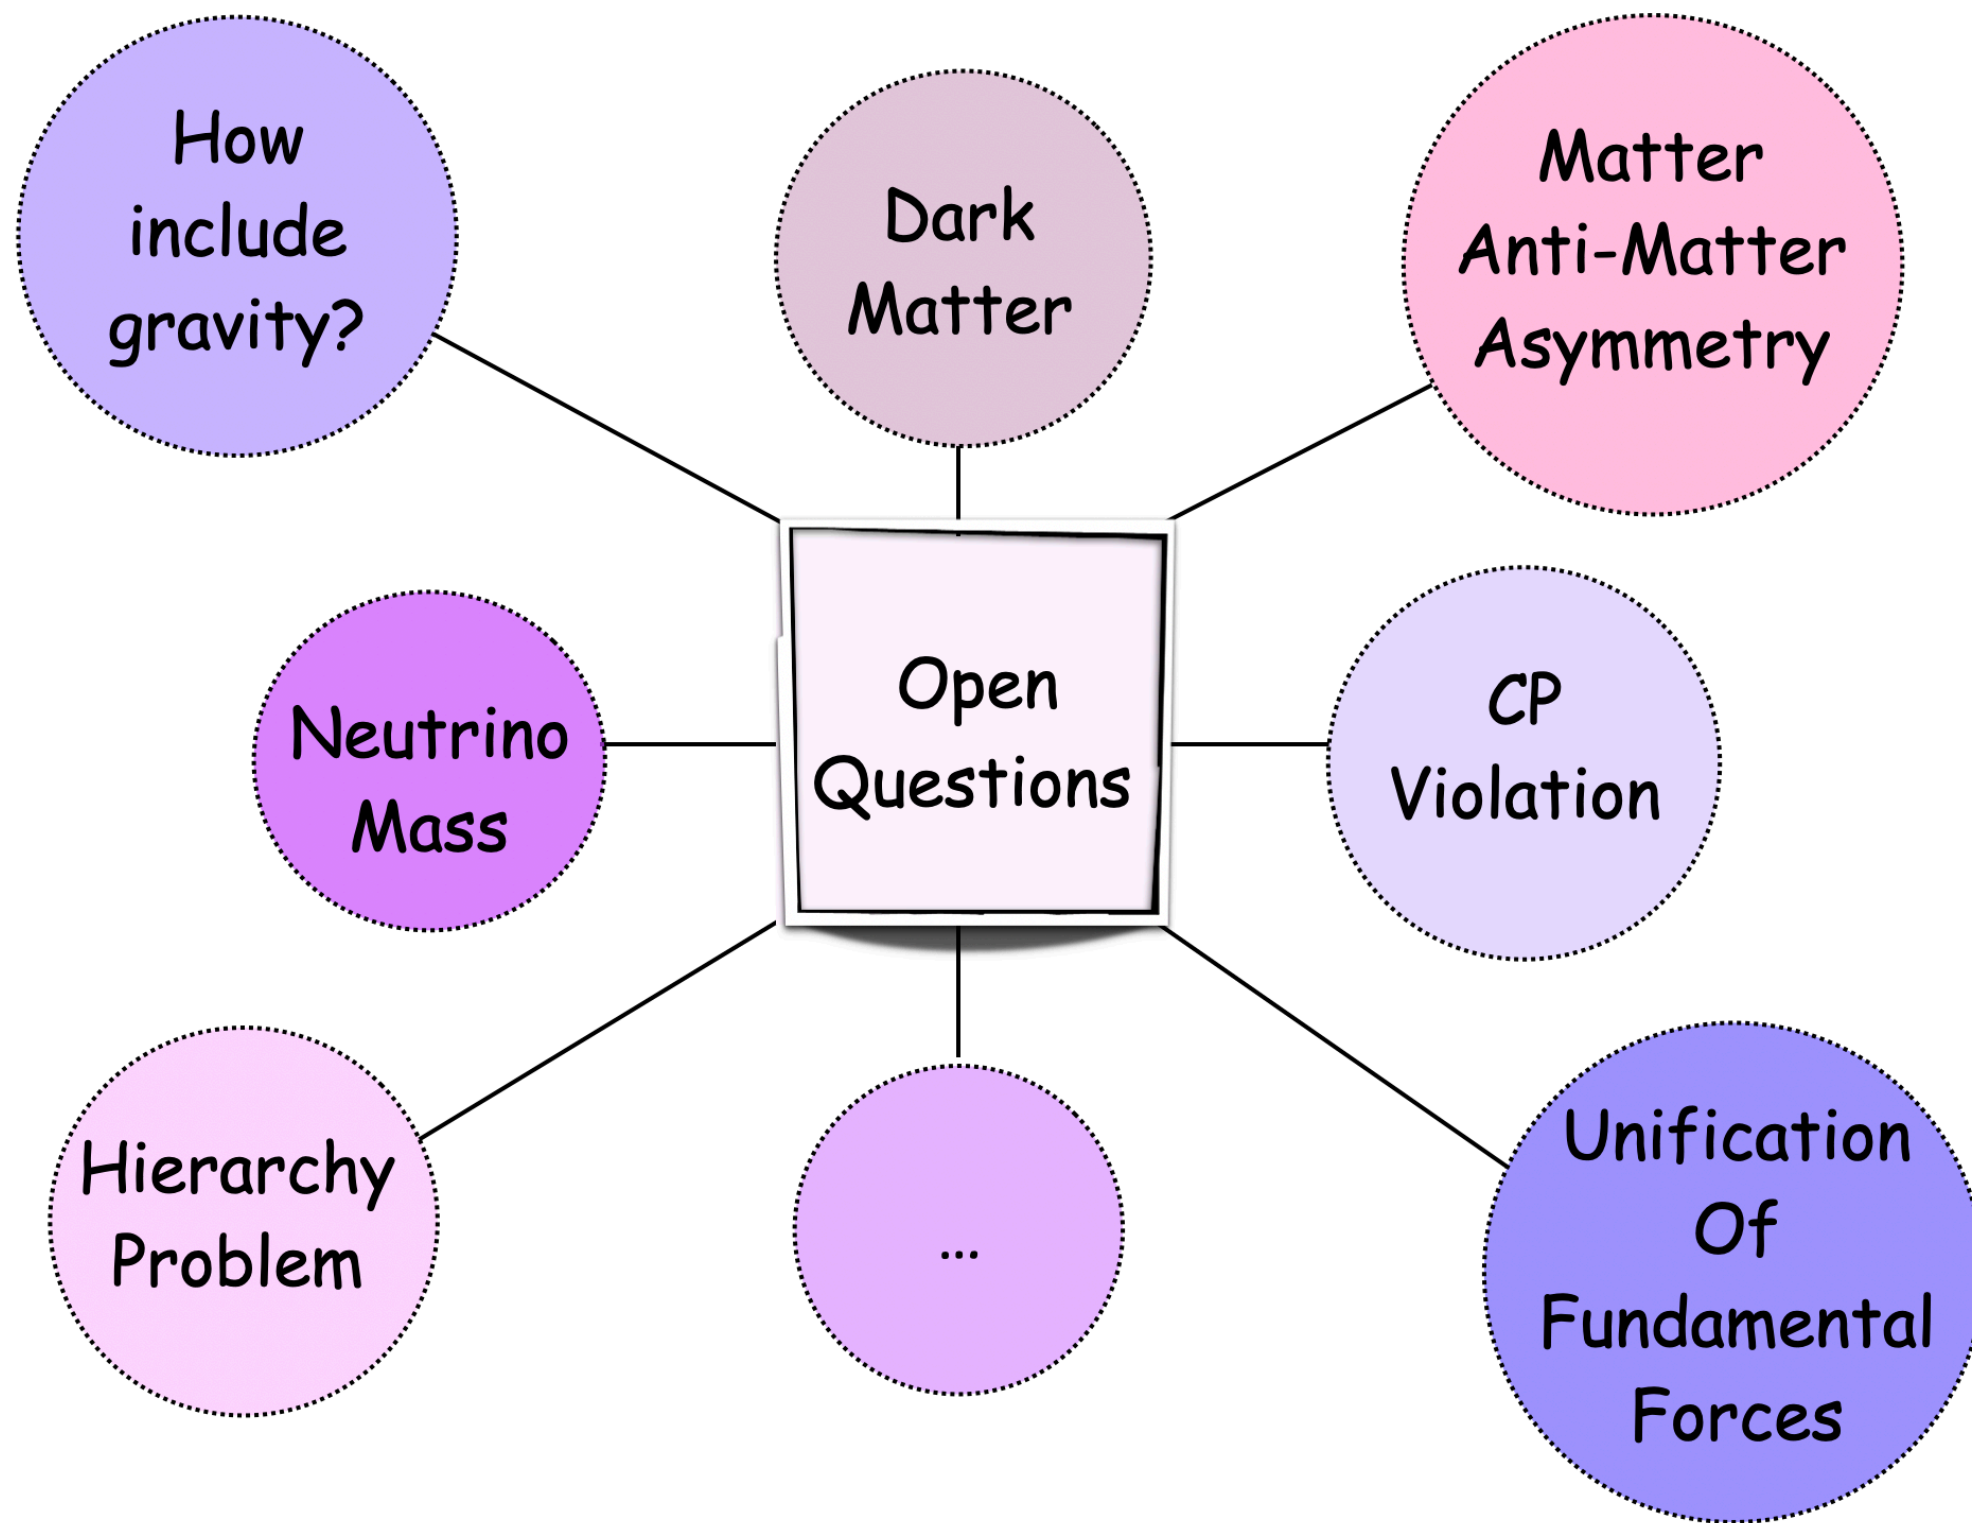 How
include
gravity?
Dark
Matter
Matter
Anti-Matter
Asymmetry
Neutrino
Mass
Open
Questions
CP
Violation
Hierarchy
Problem
...
Unification
Of
Fundamental
Forces